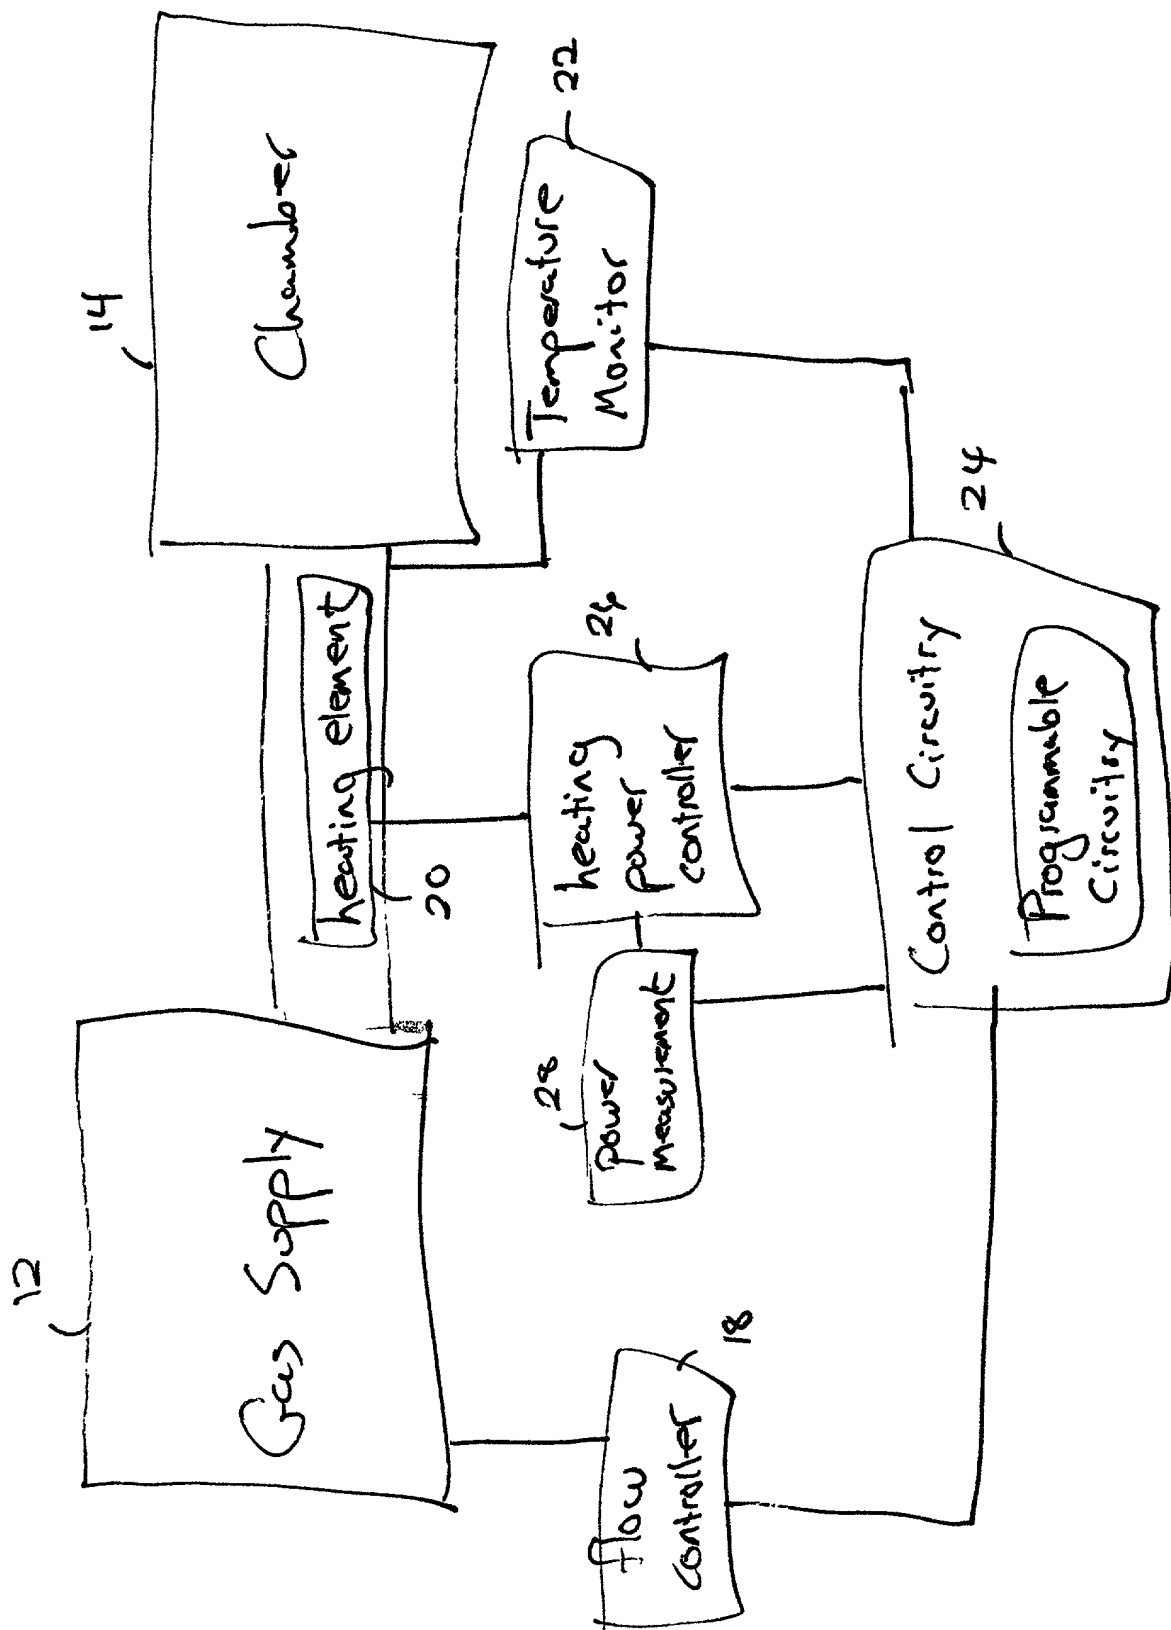 12
Gas Supply
14
Chamber
heating element
20
Temperature
Monitor
22
flow
controller
18
28
power
measurement
heating
power
controller
26
Control Circuitry
24
Programmable
Circuitry